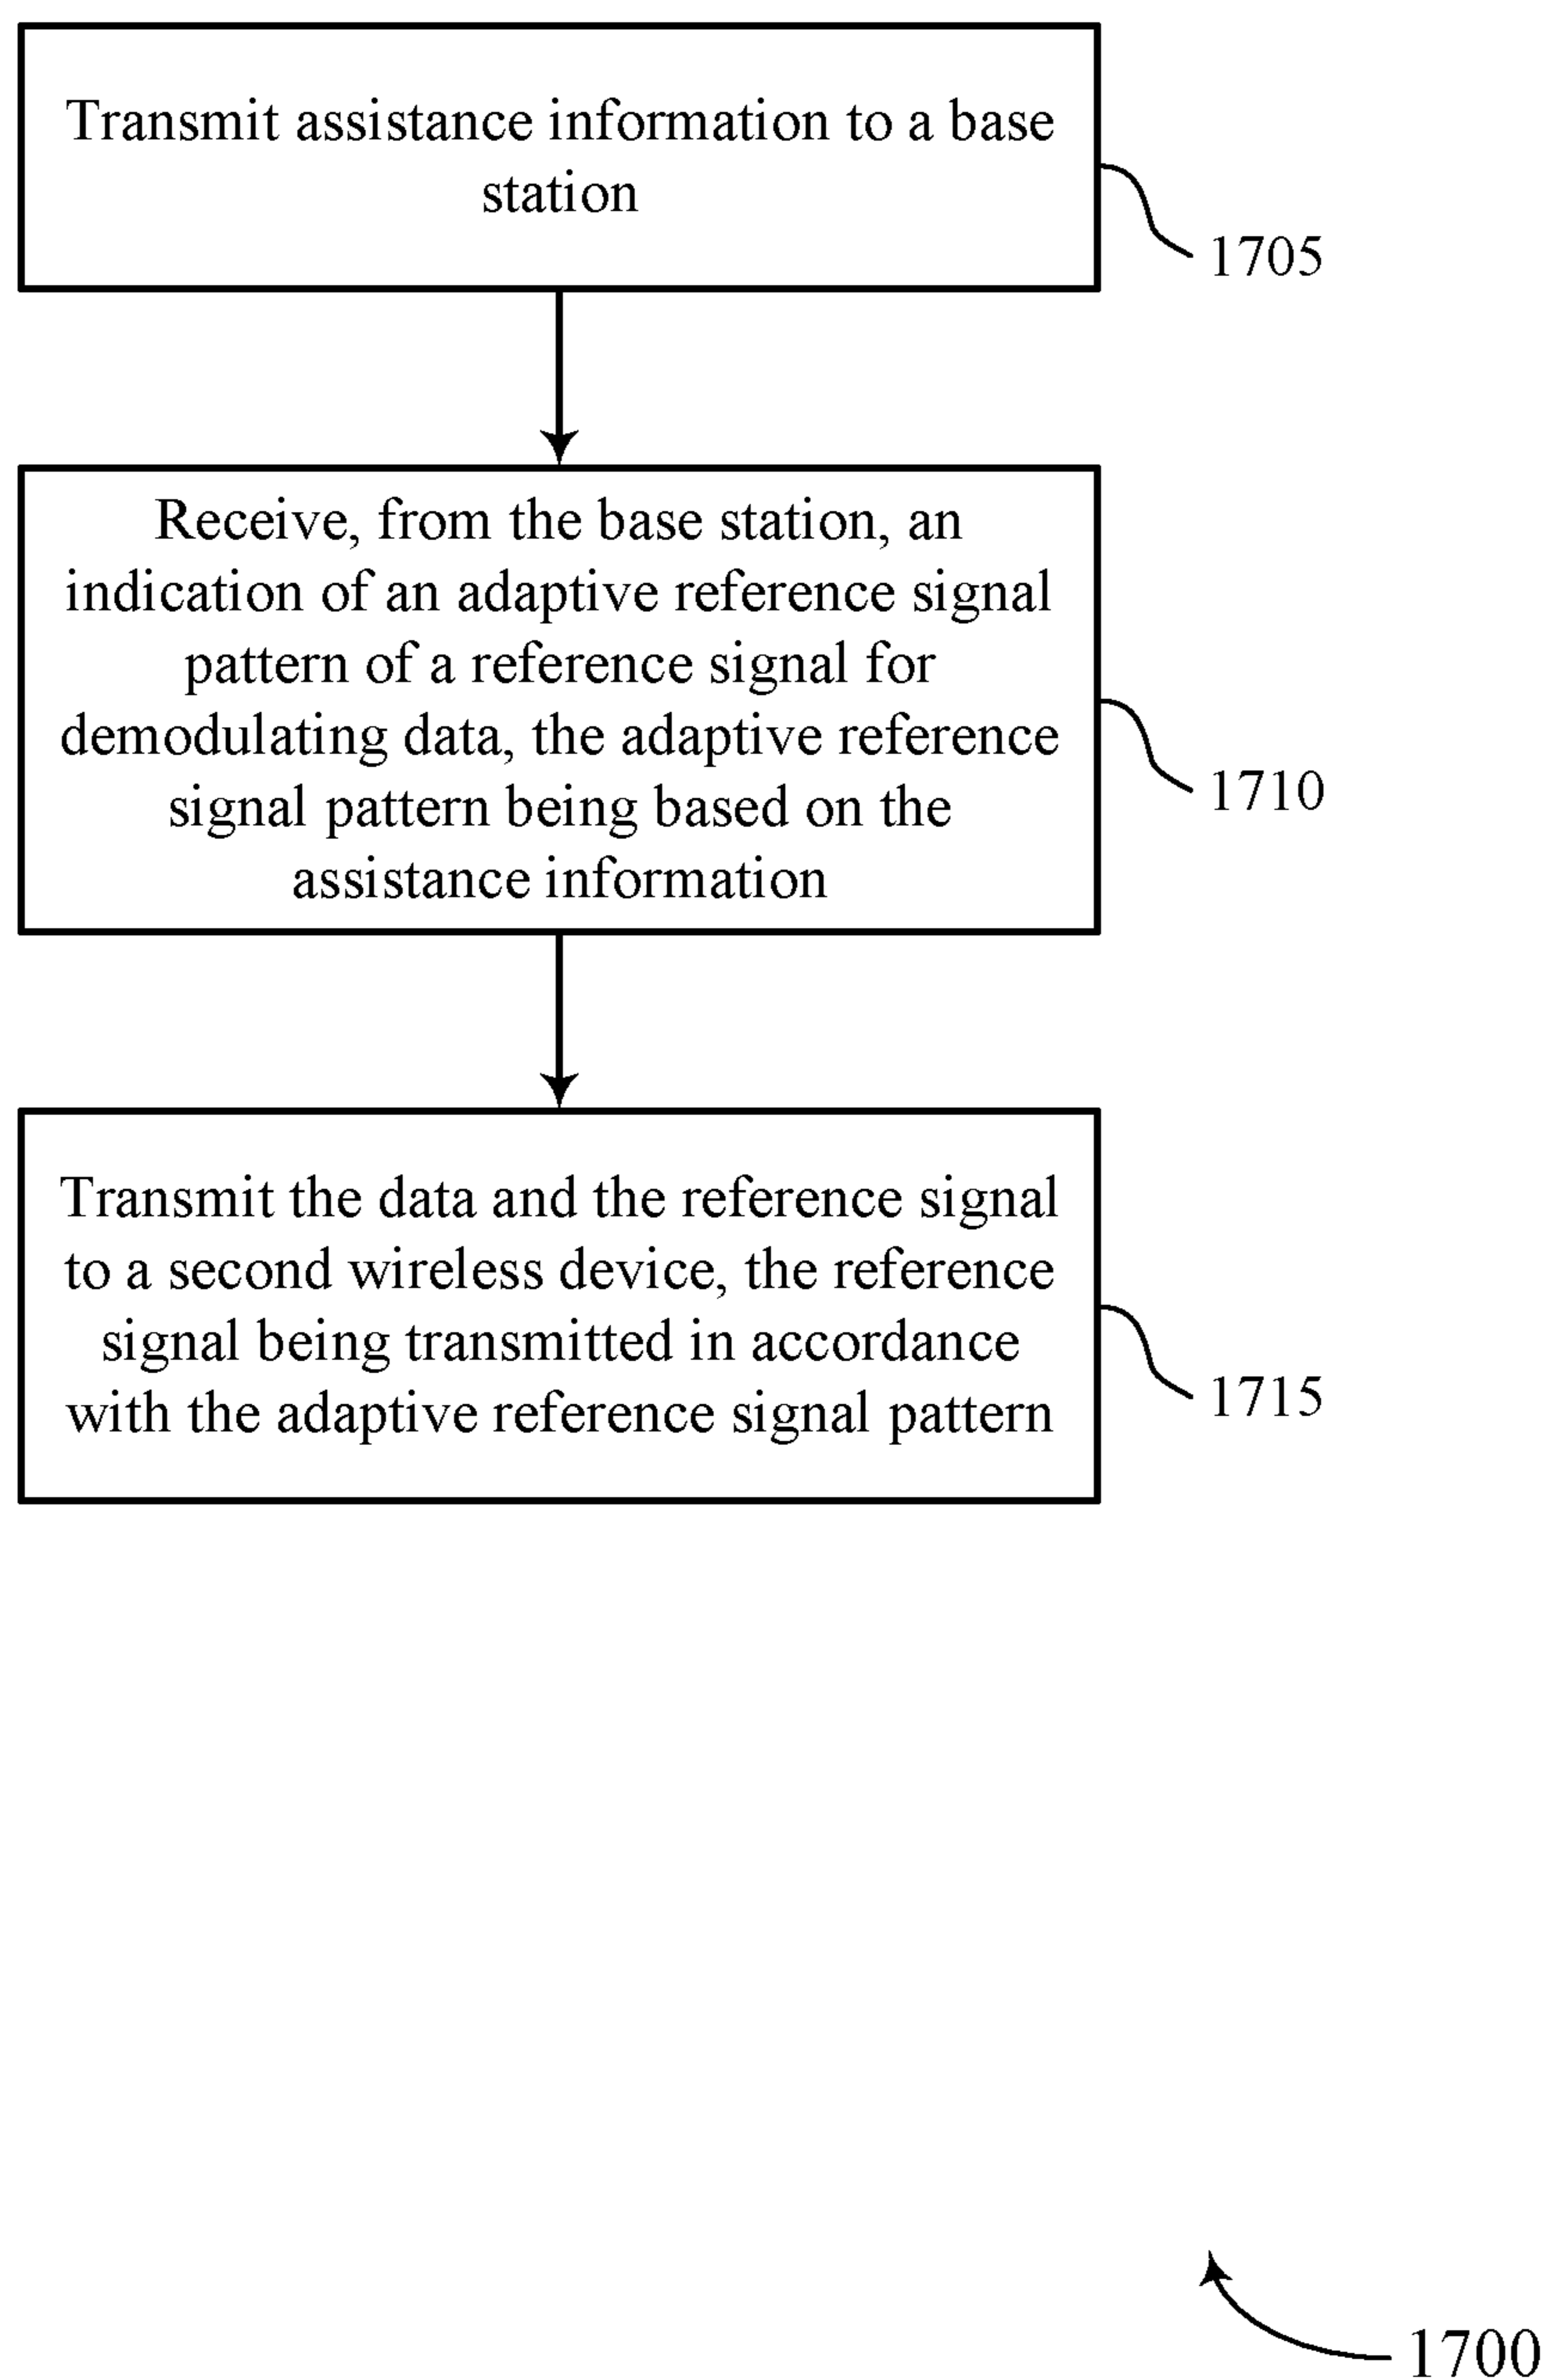 Transmit assistance information to a base
station
1705
Receive, from the base station, an
indication of an adaptive reference signal
pattern of a reference signal for
demodulating data, the adaptive reference
signal pattern being based on the
assistance information
1710
Transmit the data and the reference signal
to a second wireless device, the reference
signal being transmitted in accordance
with the adaptive reference signal pattern
1715
1700